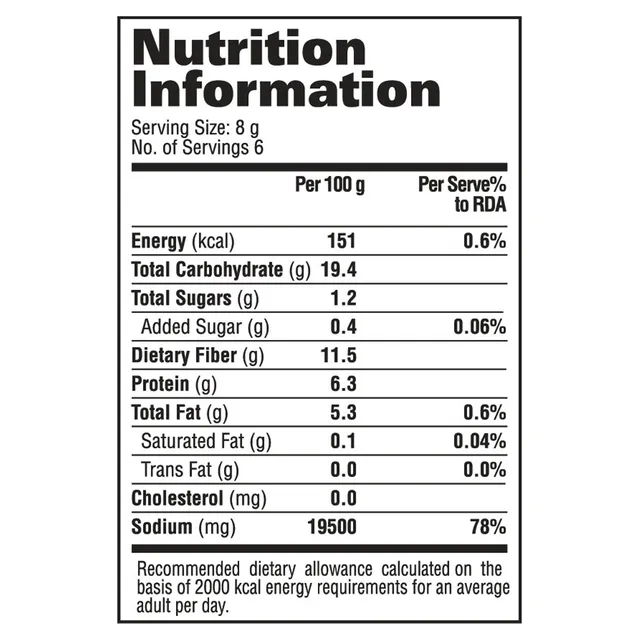 Nutrition
Information
Serving Size: 8 g
No. of Servings 6
Per 100 g Per Serve%
to RDA
Energy (kcal) 151 0.6%
Total Carbohydrate (g) 19.4
Total Sugars (g) 1.2
Added Sugar (g) 0.4 0.06%
Dietary Fiber (g) 11.5
Protein (g) 6.3
Total Fat (g) 5.3 0.6%
Saturated Fat (g) 0.1 0.04%
Trans Fat (g) 0.0 0.0%
Cholesterol (mg) 0.0
Sodium (mg) 19500 78%
Recommended dietary allowance calculated on the
basis of 2000 kcal energy requirements for an average
adult per day.